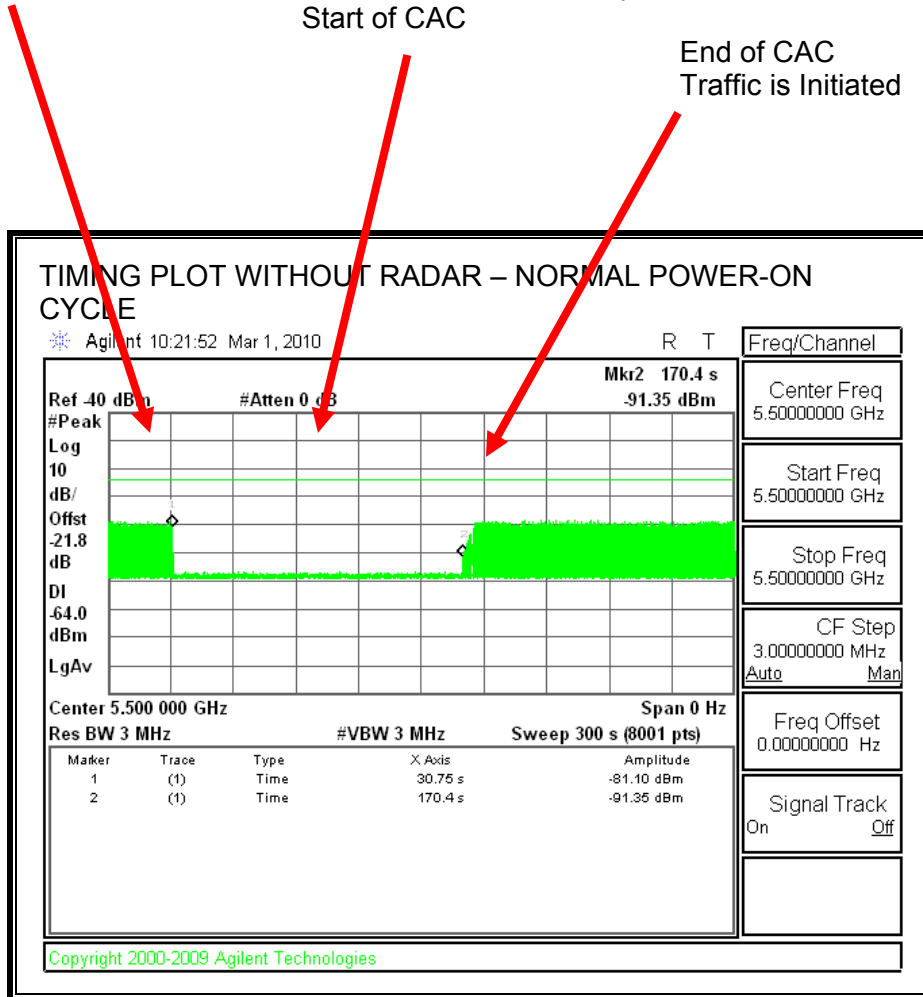 Start of CAC
End of CAC
Traffic is Initiated
TIMING PLOT WITHOUT RADAR – NORMAL POWER-ON
CYCLE
Agilent 10:21:52 Mar 1, 2010
R T
Freq/Channel
Mkr2 170.4 s
Ref -40 dBm #Atten 0 dB -91.35 dBm
#Peak
Log
10
dB/
Offst
-21.8
dB
DI
-64.0
dBm
LgAv
1
2
Center 5.500 000 GHz Span 0 Hz
Res BW 3 MHz #VBW 3 MHz Sweep 300 s (8001 pts)
Marker Trace Type X Axis Amplitude
1 (1) Time 30.75 s -81.10 dBm
2 (1) Time 170.4 s -91.35 dBm
Center Freq
5.50000000 GHz
Start Freq
5.50000000 GHz
Stop Freq
5.50000000 GHz
CF Step
3.00000000 MHz
Auto Man
Freq Offset
0.00000000 Hz
Signal Track
On Off
Copyright 2000-2009 Agilent Technologies